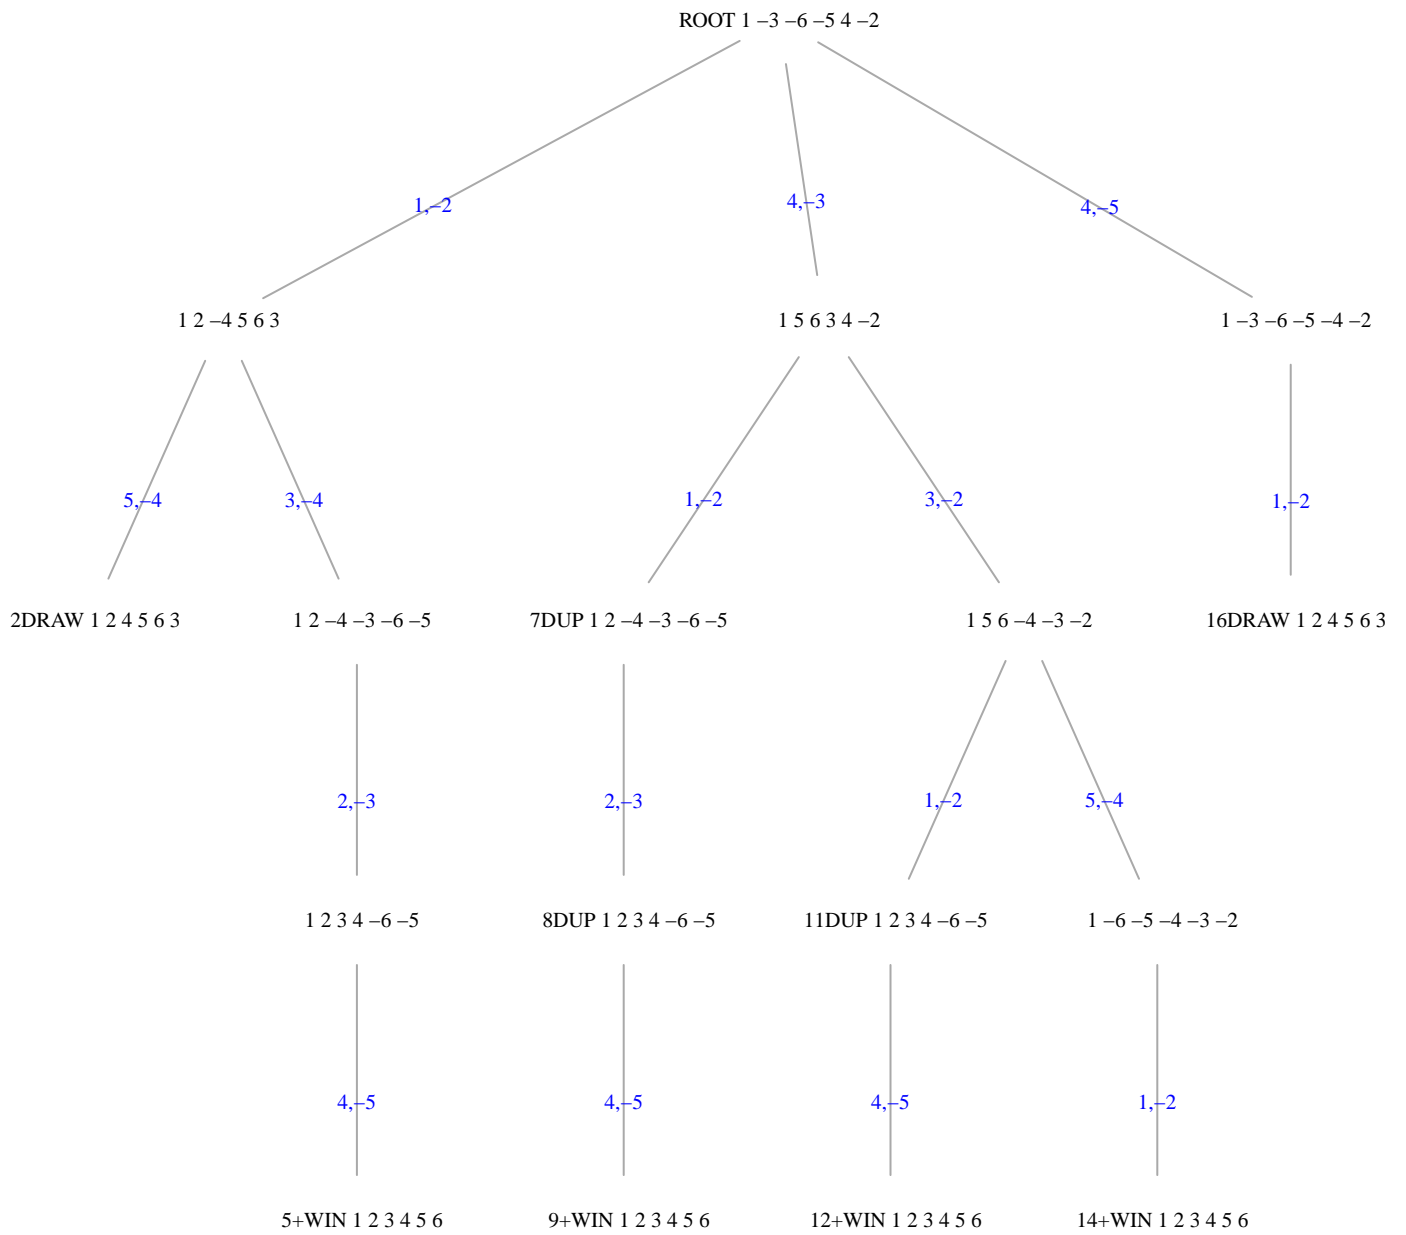 ROOT 1 –3 –6 –5 4 –2
1,–2
4,–3
4,–5
1 2 –4 5 6 3
1 5 6 3 4 –2
1 –3 –6 –5 –4 –2
5,–4
3,–4
1,–2
3,–2
1,–2
2DRAW 1 2 4 5 6 3
1 2 –4 –3 –6 –5
7DUP 1 2 –4 –3 –6 –5
1 5 6 –4 –3 –2
16DRAW 1 2 4 5 6 3
2,–3
2,–3
1,–2
5,–4
1 2 3 4 –6 –5
8DUP 1 2 3 4 –6 –5
11DUP 1 2 3 4 –6 –5
1 –6 –5 –4 –3 –2
4,–5
4,–5
4,–5
1,–2
5+WIN 1 2 3 4 5 6
9+WIN 1 2 3 4 5 6
12+WIN 1 2 3 4 5 6
14+WIN 1 2 3 4 5 6